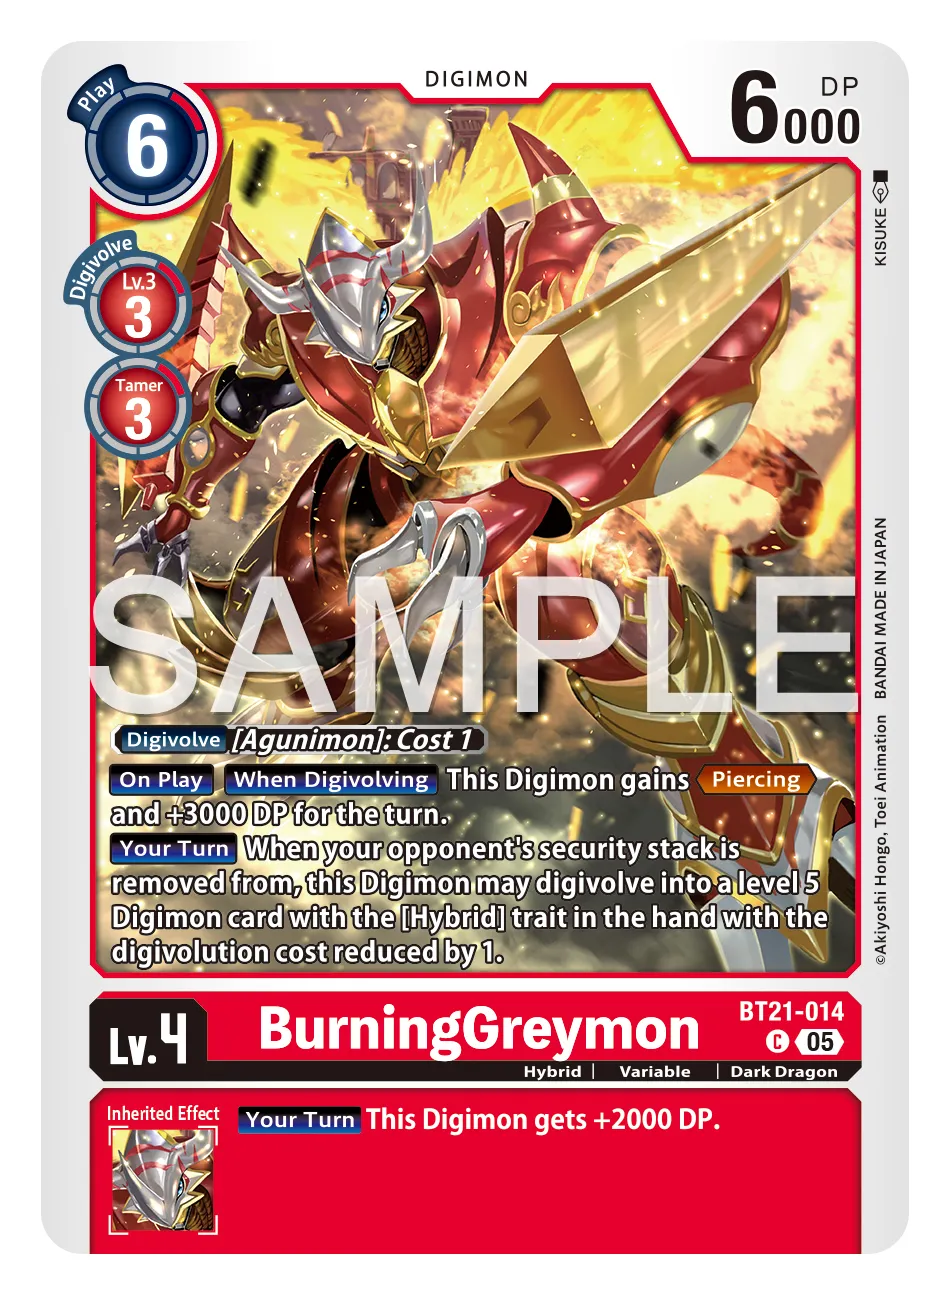 DIGIMON
Play
6
DP
6000
Digivolve
Lv.3
3
Tamer
3
KISUKE
SAMPLE
Digivolve [Agunimon]: Cost 1
On Play When Digivolving This Digimon gains Piercing
and +3000 DP for the turn.
Your Turn When your opponent's security stack is
removed from, this Digimon may digivolve into a level 5
Digimon card with the [Hybrid] trait in the hand with the
digivolution cost reduced by 1.
©Akiyoshi Hongo, Toei Animation BANDAI MADE IN JAPAN
Lv.4
BurningGreymon
BT21-014
C 05
Hybrid | Variable | Dark Dragon
Inherited Effect
Your Turn This Digimon gets +2000 DP.